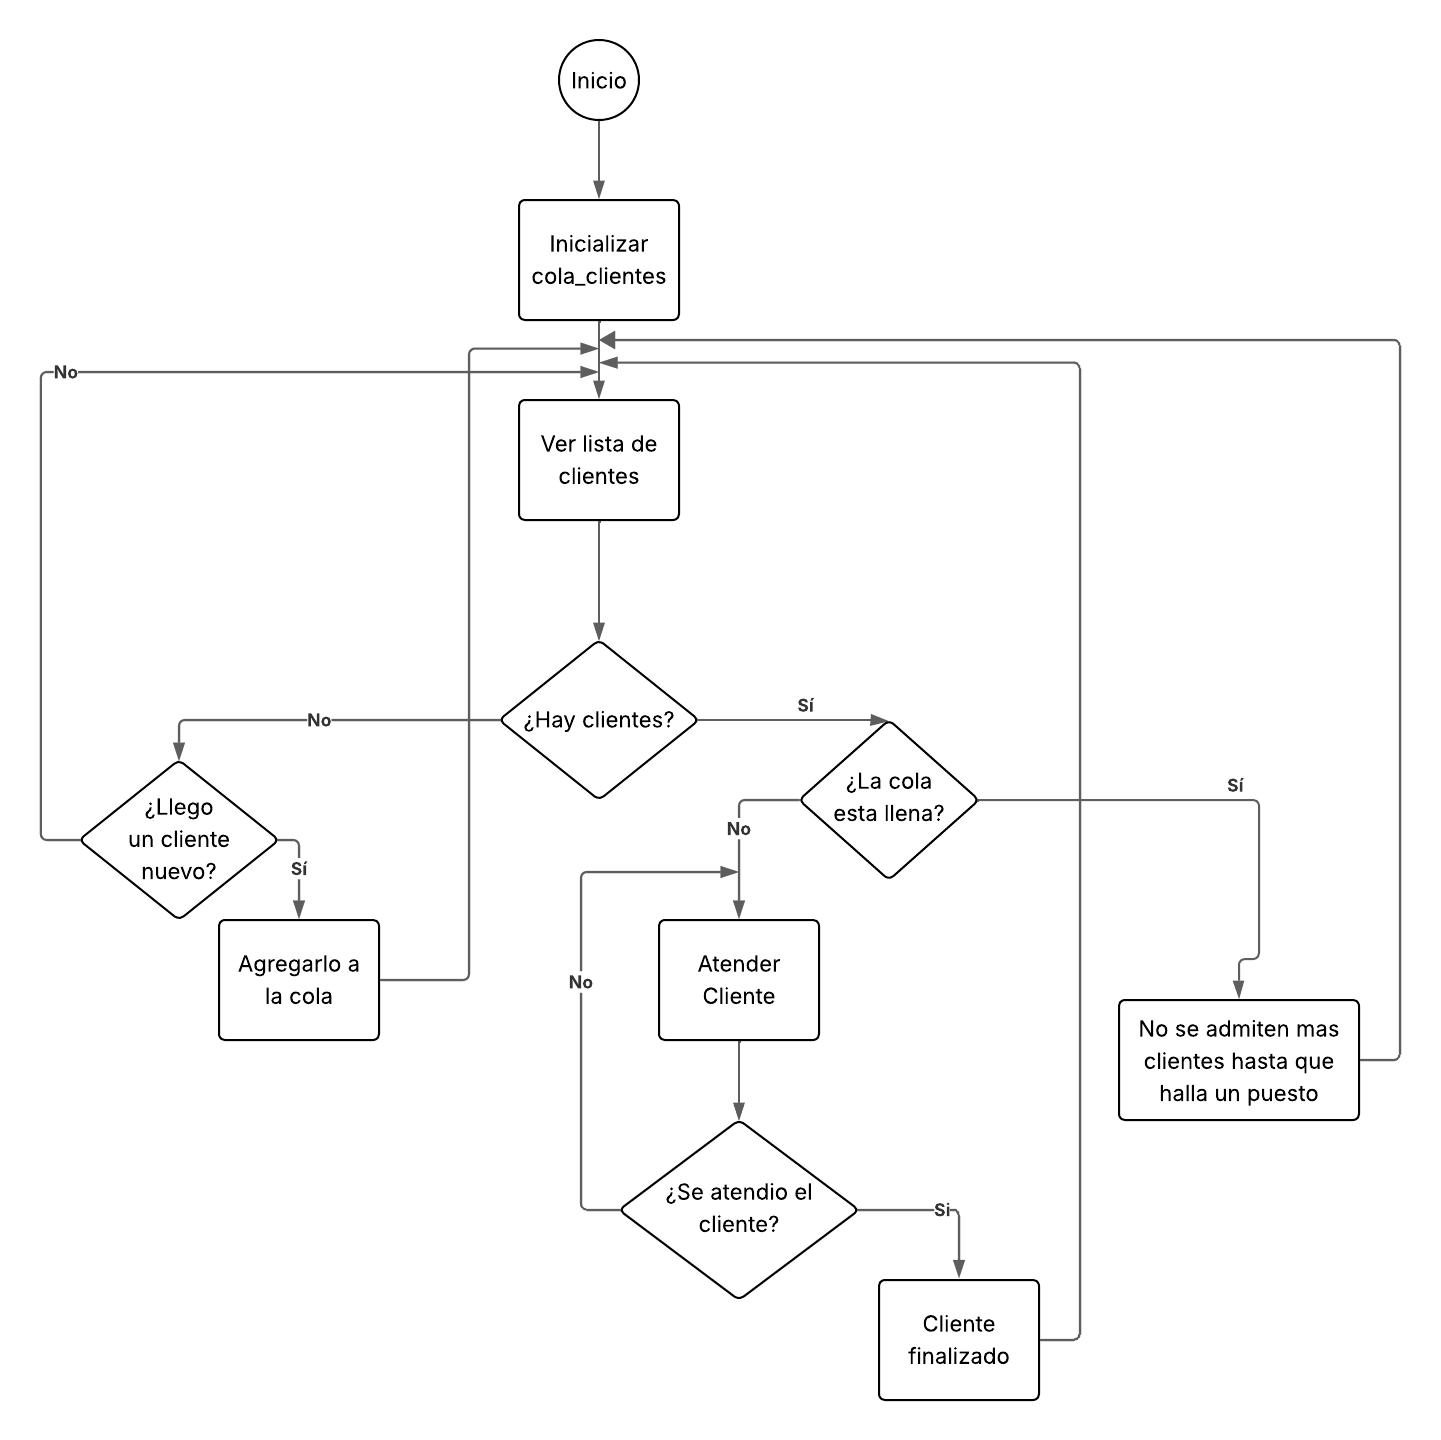 Inicio
Inicializar
cola_clientes
No
Ver lista de
clientes
¿Hay clientes?
No
Sí
¿Llego
un cliente
nuevo?
Sí
Agregarlo a
la cola
¿La cola
esta llena?
No
Sí
Atender
Cliente
No
No se admiten mas
clientes hasta que
halla un puesto
¿Se atendio el
cliente?
Si
Cliente
finalizado